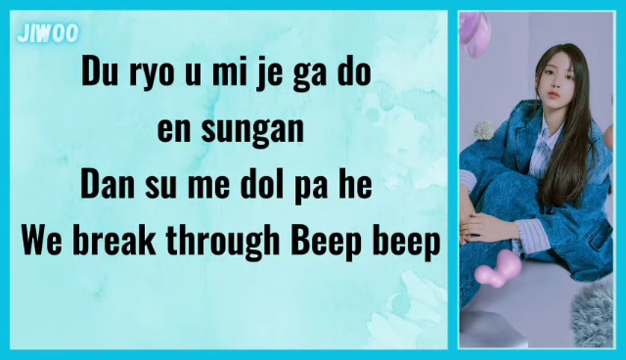 JIWOO
Du ryo u mi je ga do
en sungan
Dan su me dol pa he
We break through Beep beep